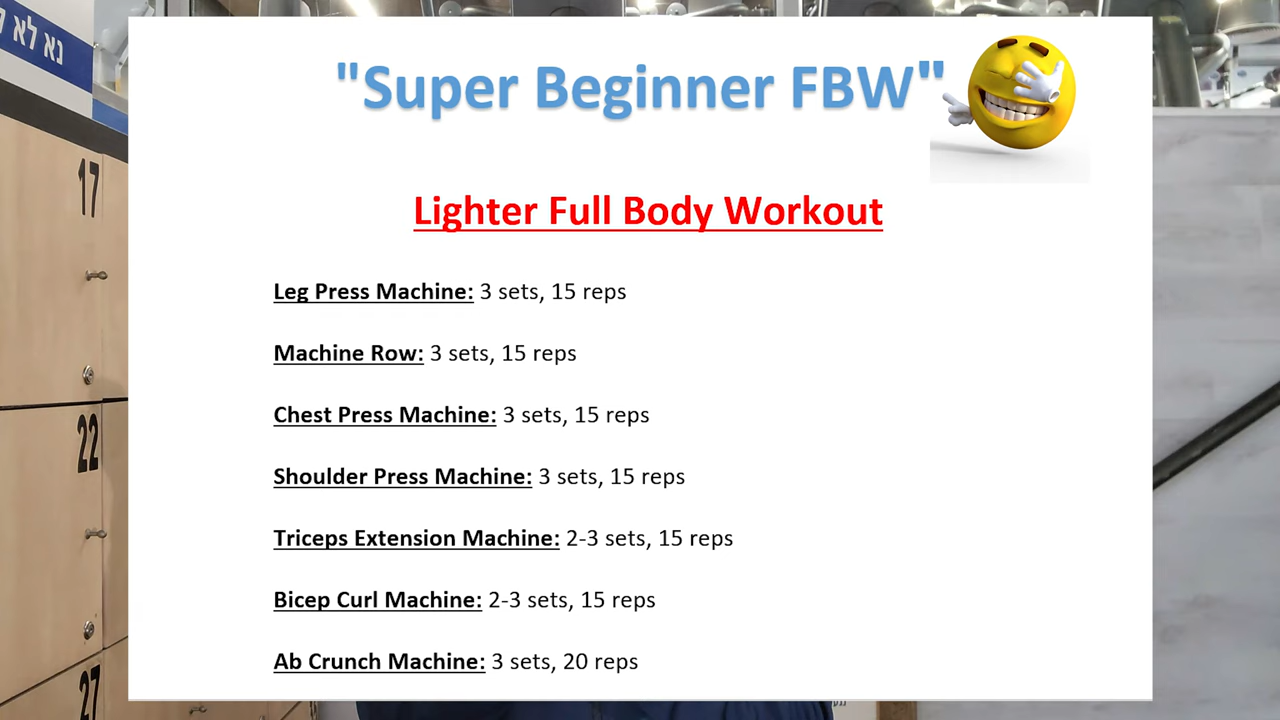 נא לא
17
22
27
"Super Beginner FBW"
Lighter Full Body Workout
Leg Press Machine: 3 sets, 15 reps
Machine Row: 3 sets, 15 reps
Chest Press Machine: 3 sets, 15 reps
Shoulder Press Machine: 3 sets, 15 reps
Triceps Extension Machine: 2-3 sets, 15 reps
Bicep Curl Machine: 2-3 sets, 15 reps
Ab Crunch Machine: 3 sets, 20 reps